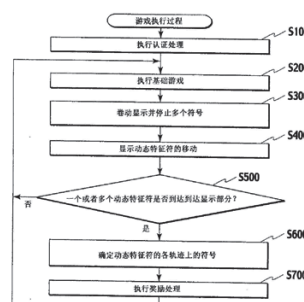 游戏执行过程
S10
执行认证处理
S20
执行基础游戏
S30
卷动显示并停止多个符号
S40
显示动态特征符的移动
S500
一个或者多个动态特征符是否到达到达显示部分?
否
是
S600
确定动态特征符的各轨迹上的符号
S700
执行奖励处理